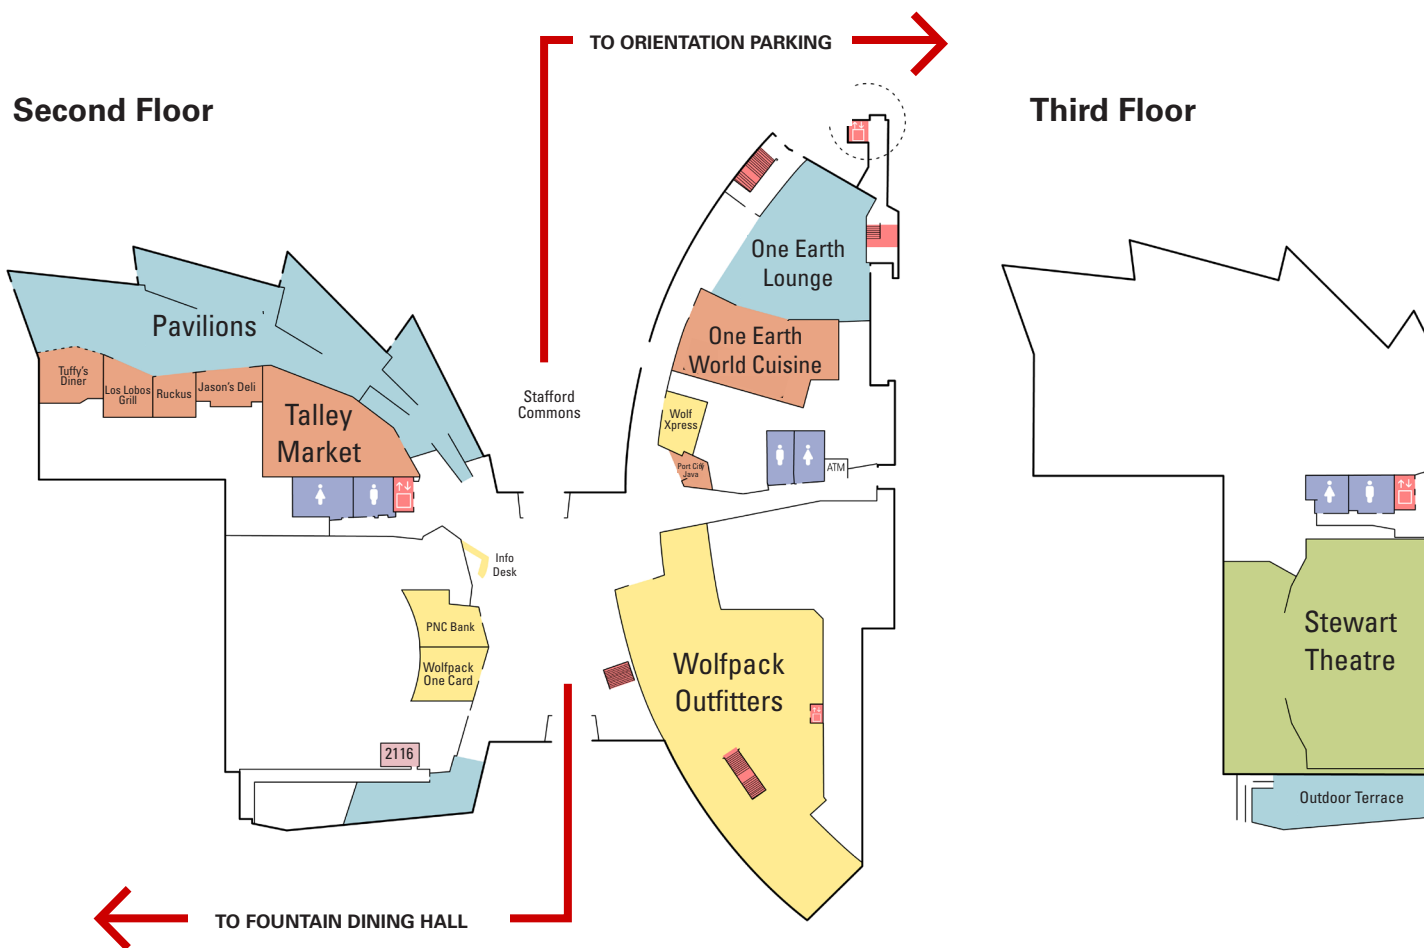 TO ORIENTATION PARKING
Second Floor
Third Floor
One Earth
Lounge
Pavilions
One Earth
World Cuisine
Tuffy's
Diner
Los Lobos
Grill
Ruckus
Jason's Deli
Stafford
Commons
Talley
Market
Wolf
Xpress
Port City
Java
ATM
Info
Desk
PNC Bank
Wolfpack
One Card
Wolfpack
Outfitters
Stewart
Theatre
2116
Outdoor Terrace
TO FOUNTAIN DINING HALL